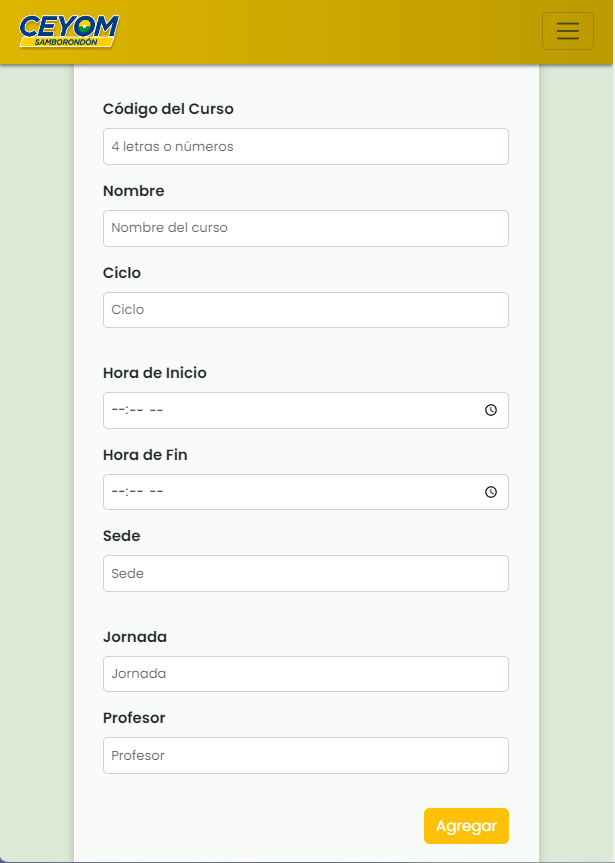 CEYOM
SAMBORONDÓN
Código del Curso
4 letras o números
Nombre
Nombre del curso
Ciclo
Ciclo
Hora de Inicio
--:-- --
Hora de Fin
--:-- --
Sede
Sede
Jornada
Jornada
Profesor
Profesor
Agregar